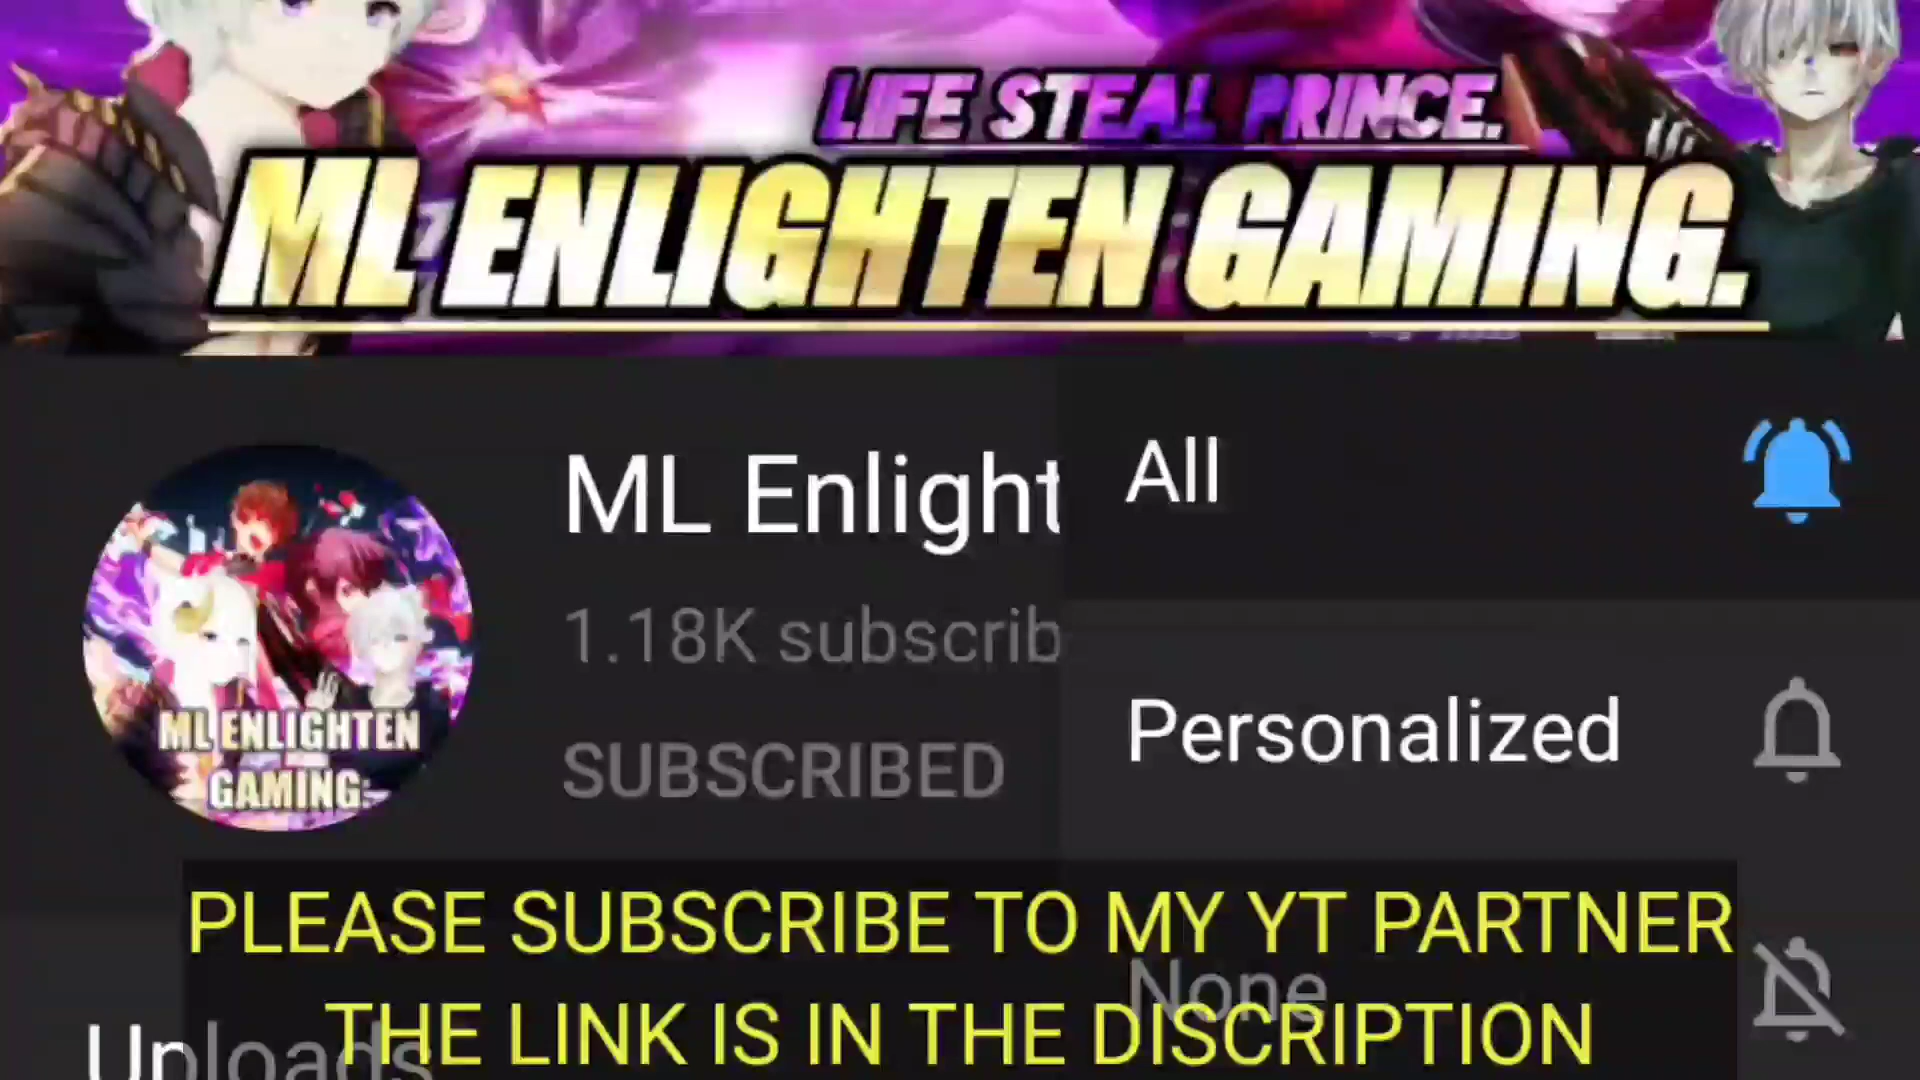 LIFE STEAL PRINCE.
ML ENLIGHTEN GAMING.
ML Enlight
1.18K subscrib
SUBSCRIBED
All
Personalized
None
ML ENLIGHTEN
GAMING:
Uploads
PLEASE SUBSCRIBE TO MY YT PARTNER
THE LINK IS IN THE DISCRIPTION